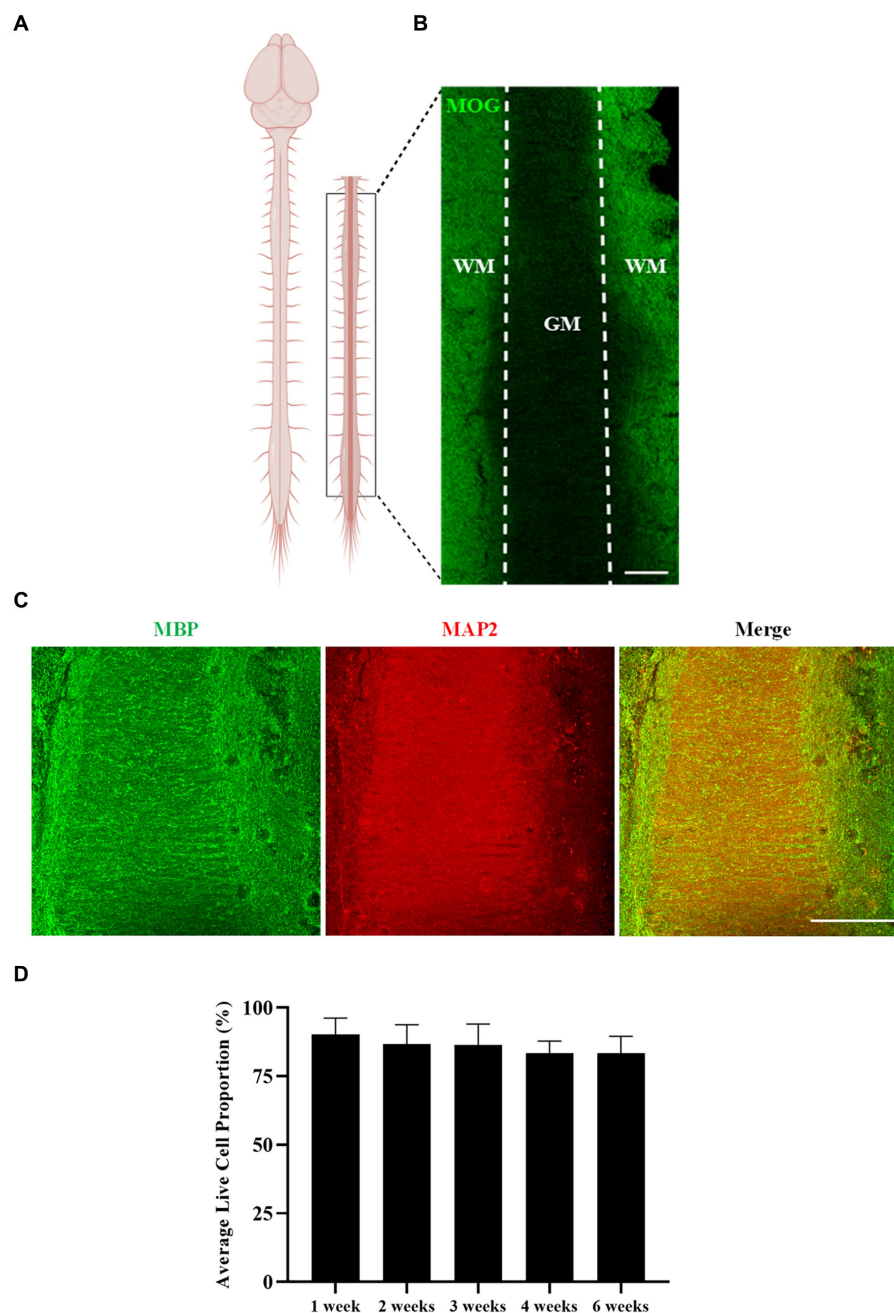 A
B
MOG
WM
WM
GM
C
MBP
MAP2
Merge
D
Average Live Cell Proportion (%)
100
75
50
25
0
1 week
2 weeks
3 weeks
4 weeks
6 weeks